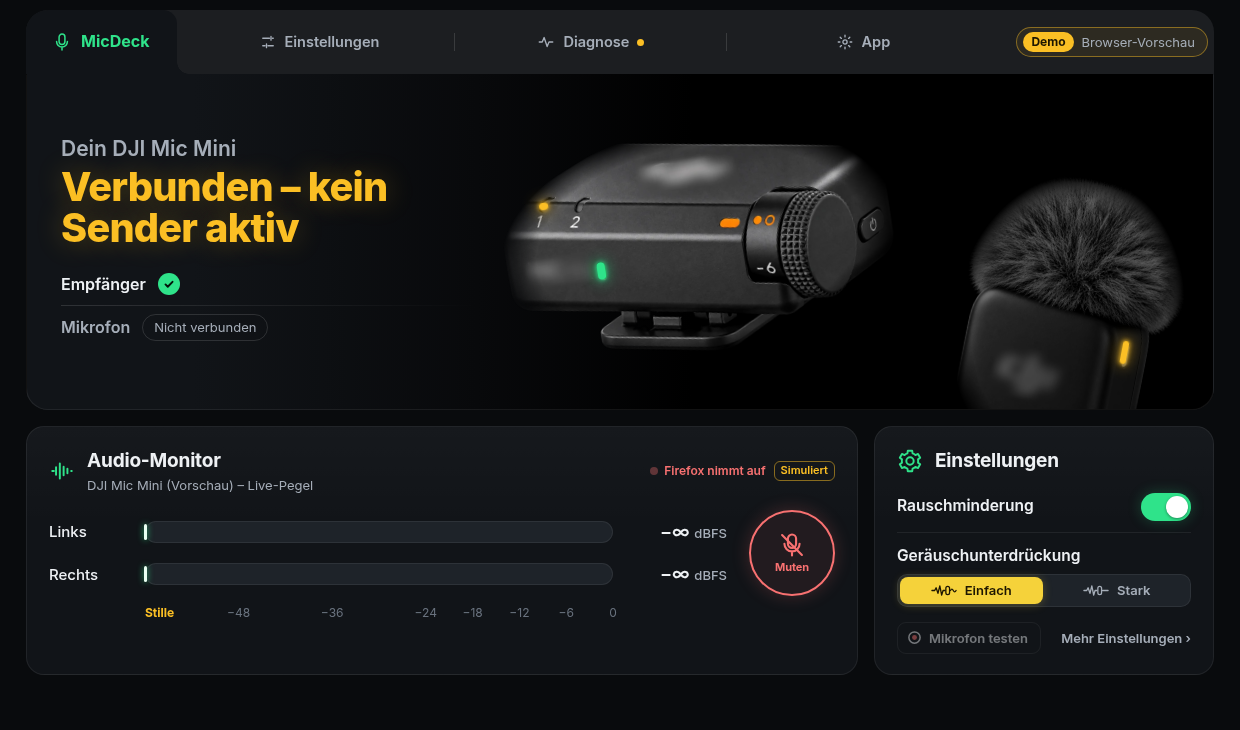 MicDeck
Einstellungen
Diagnose
App
Demo Browser-Vorschau
Dein DJI Mic Mini
Verbunden – kein
Sender aktiv
Empfänger
Mikrofon Nicht verbunden
1 2
-6
Audio-Monitor
DJI Mic Mini (Vorschau) – Live-Pegel
Firefox nimmt auf Simuliert
Links −∞ dBFS
Rechts −∞ dBFS
Muten
Stille −48 −36 −24 −18 −12 −6 0
Einstellungen
Rauschminderung
Geräuschunterdrückung
Einfach Stark
Mikrofon testen Mehr Einstellungen ›